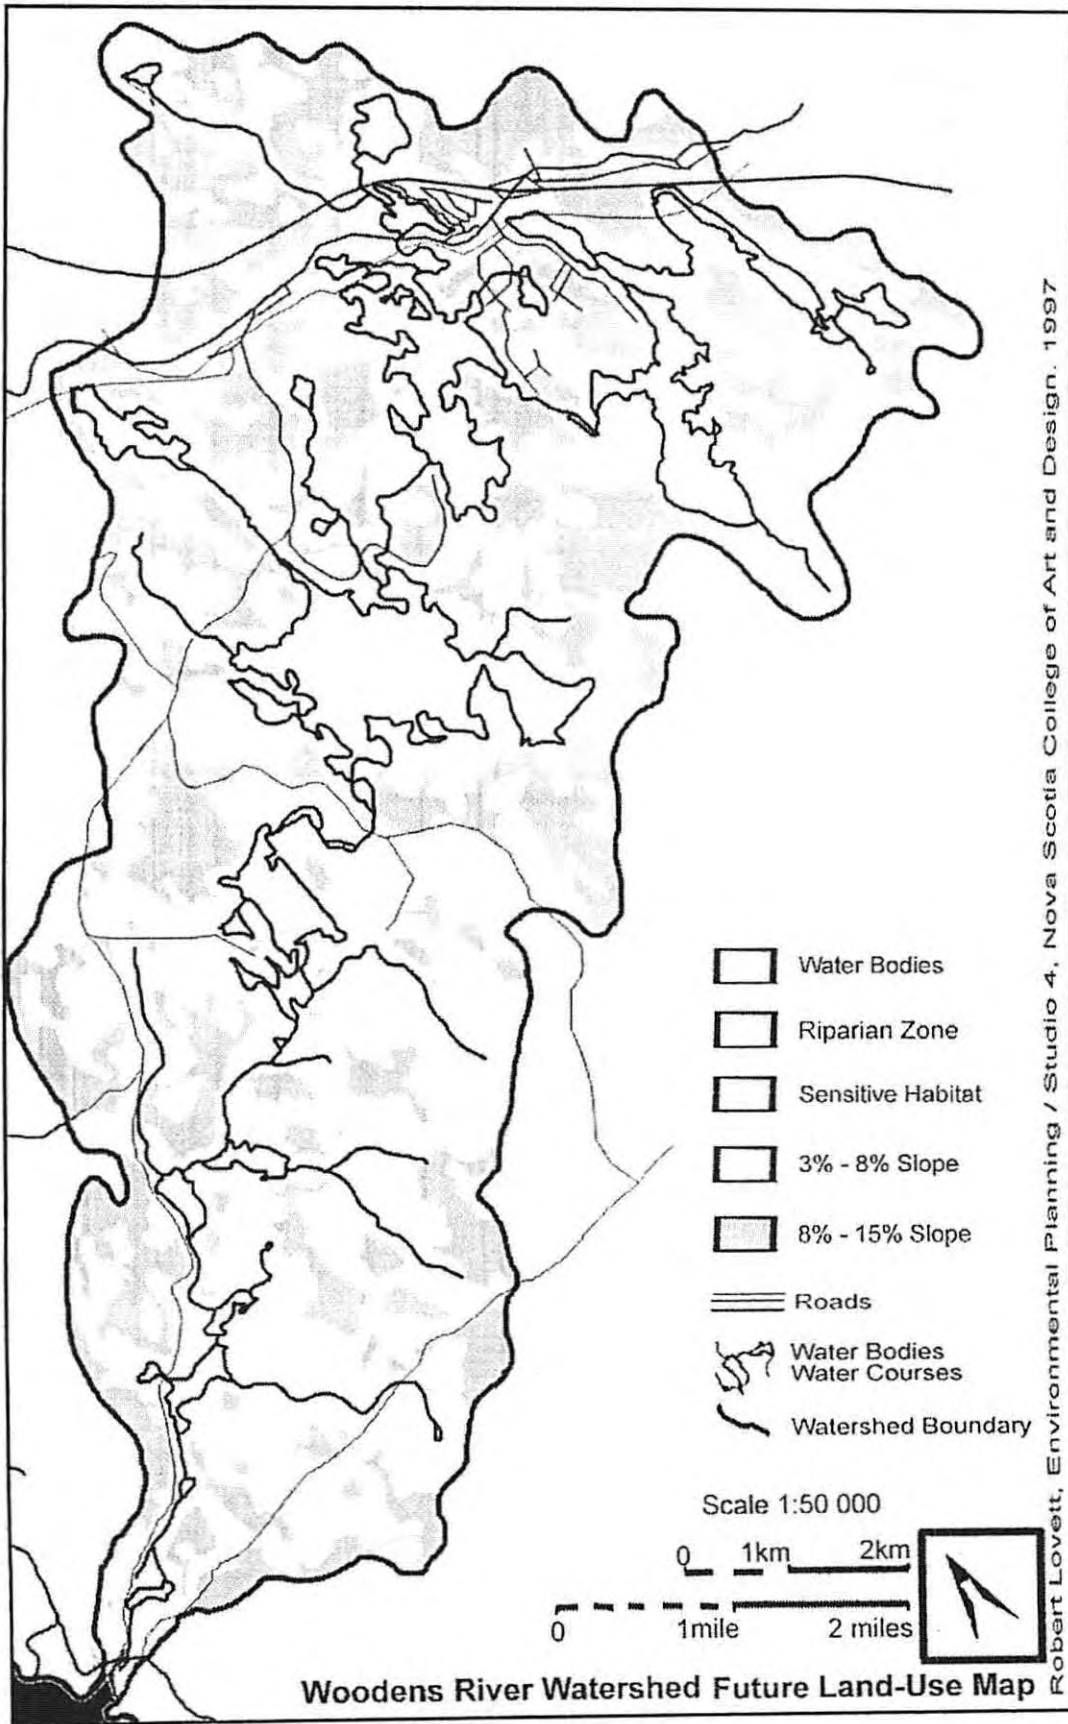 Water Bodies
Riparian Zone
Sensitive Habitat
3% - 8% Slope
8% - 15% Slope
Roads
Water Bodies
Water Courses
Watershed Boundary
Scale 1:50 000
0 1km 2km
0 1mile 2 miles
Woodens River Watershed Future Land-Use Map
Robert Lovett, Environmental Planning / Studio 4, Nova Scotia College of Art and Design. 1997